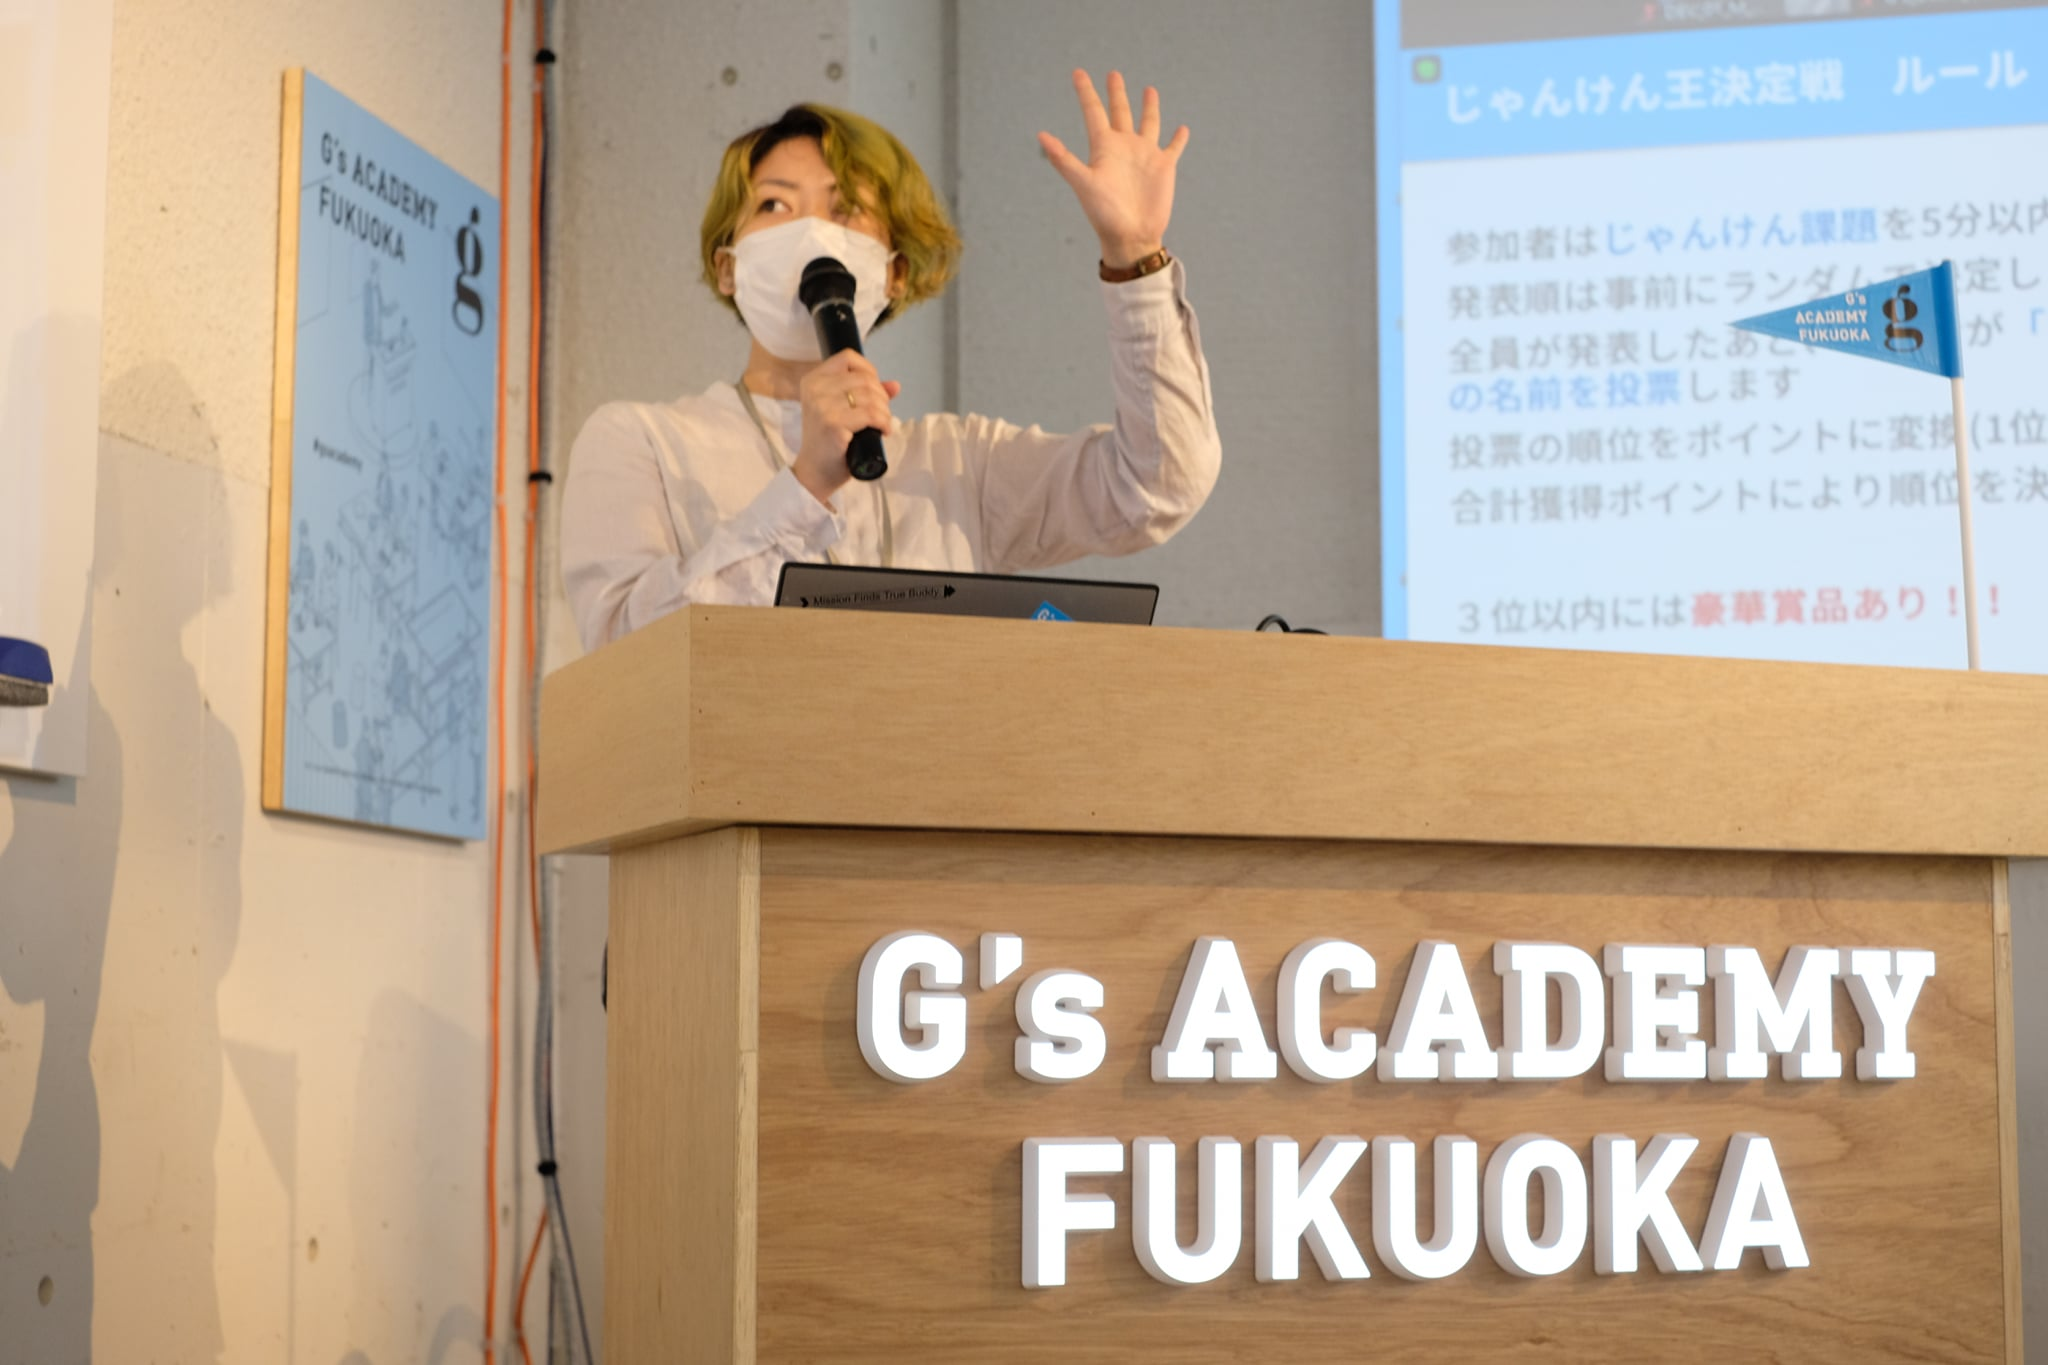 G's ACADEMY
FUKUOKA
g
#gsacademy
じゃんけん王決定戦 ルール
参加者はじゃんけん課題を5分以内
発表順は事前にランダムで決定し
全員が発表したあと、
が「
の名前を投票します
投票の順位をポイントに変換(1位
合計獲得ポイントにより順位を決
3位以内には豪華賞品あり!!
G's
ACADEMY
FUKUOKA
g
Mission Finds True Buddy
G's
G's ACADEMY
FUKUOKA